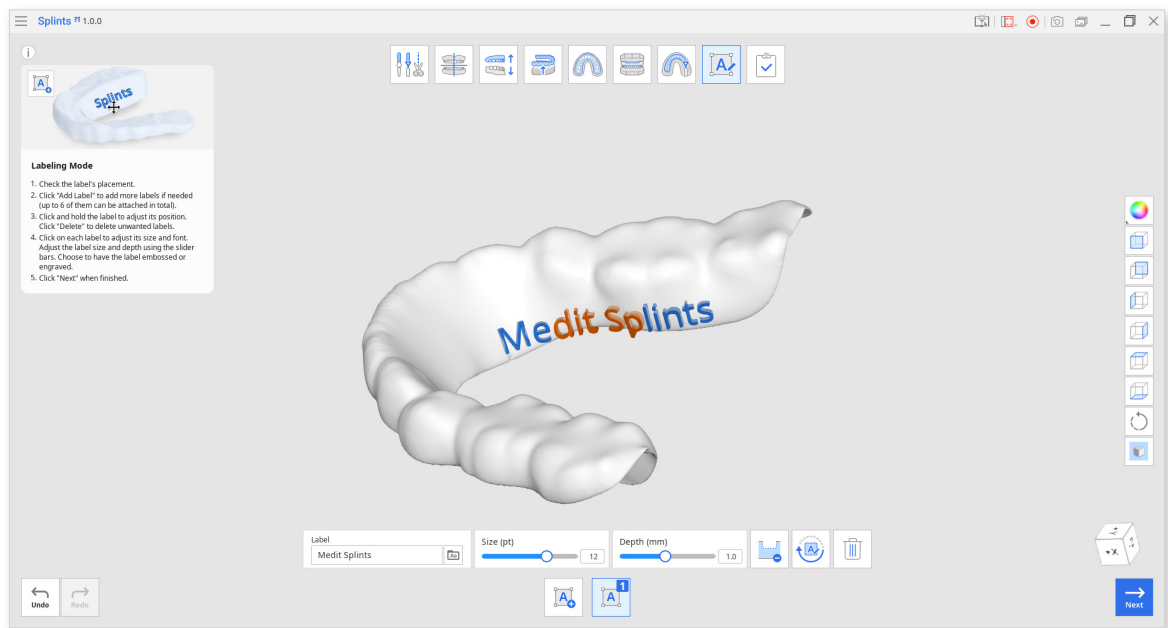 Splints 1.0.0
Splints
Labeling Mode
1. Check the label's placement.
2. Click "Add Label" to add more labels if needed
(up to 6 of them can be attached in total).
3. Click and hold the label to adjust its position.
Click "Delete" to delete unwanted labels.
4. Click on each label to adjust its size and font.
Adjust the label size and depth using the slider
bars. Choose to have the label embossed or
engraved.
5. Click "Next" when finished.
Medit Splints
Label
Medit Splints
Size (pt)
12
Depth (mm)
1.0
Undo
Redo
1
Next
+X